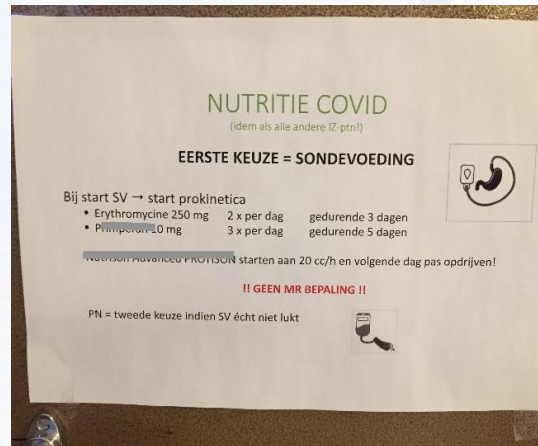 NUTRITIE COVID
(idem als alle andere IZ-ptn!)
EERSTE KEUZE = SONDEVOEDING
Bij start SV → start prokinetica
• Erythromycine 250 mg 2 x per dag gedurende 3 dagen
• 10 mg 3 x per dag gedurende 5 dagen
starten aan 20 cc/h en volgende dag pas opdrijven!
!! GEEN MR BEPALING !!
PN = tweede keuze indien SV écht niet lukt